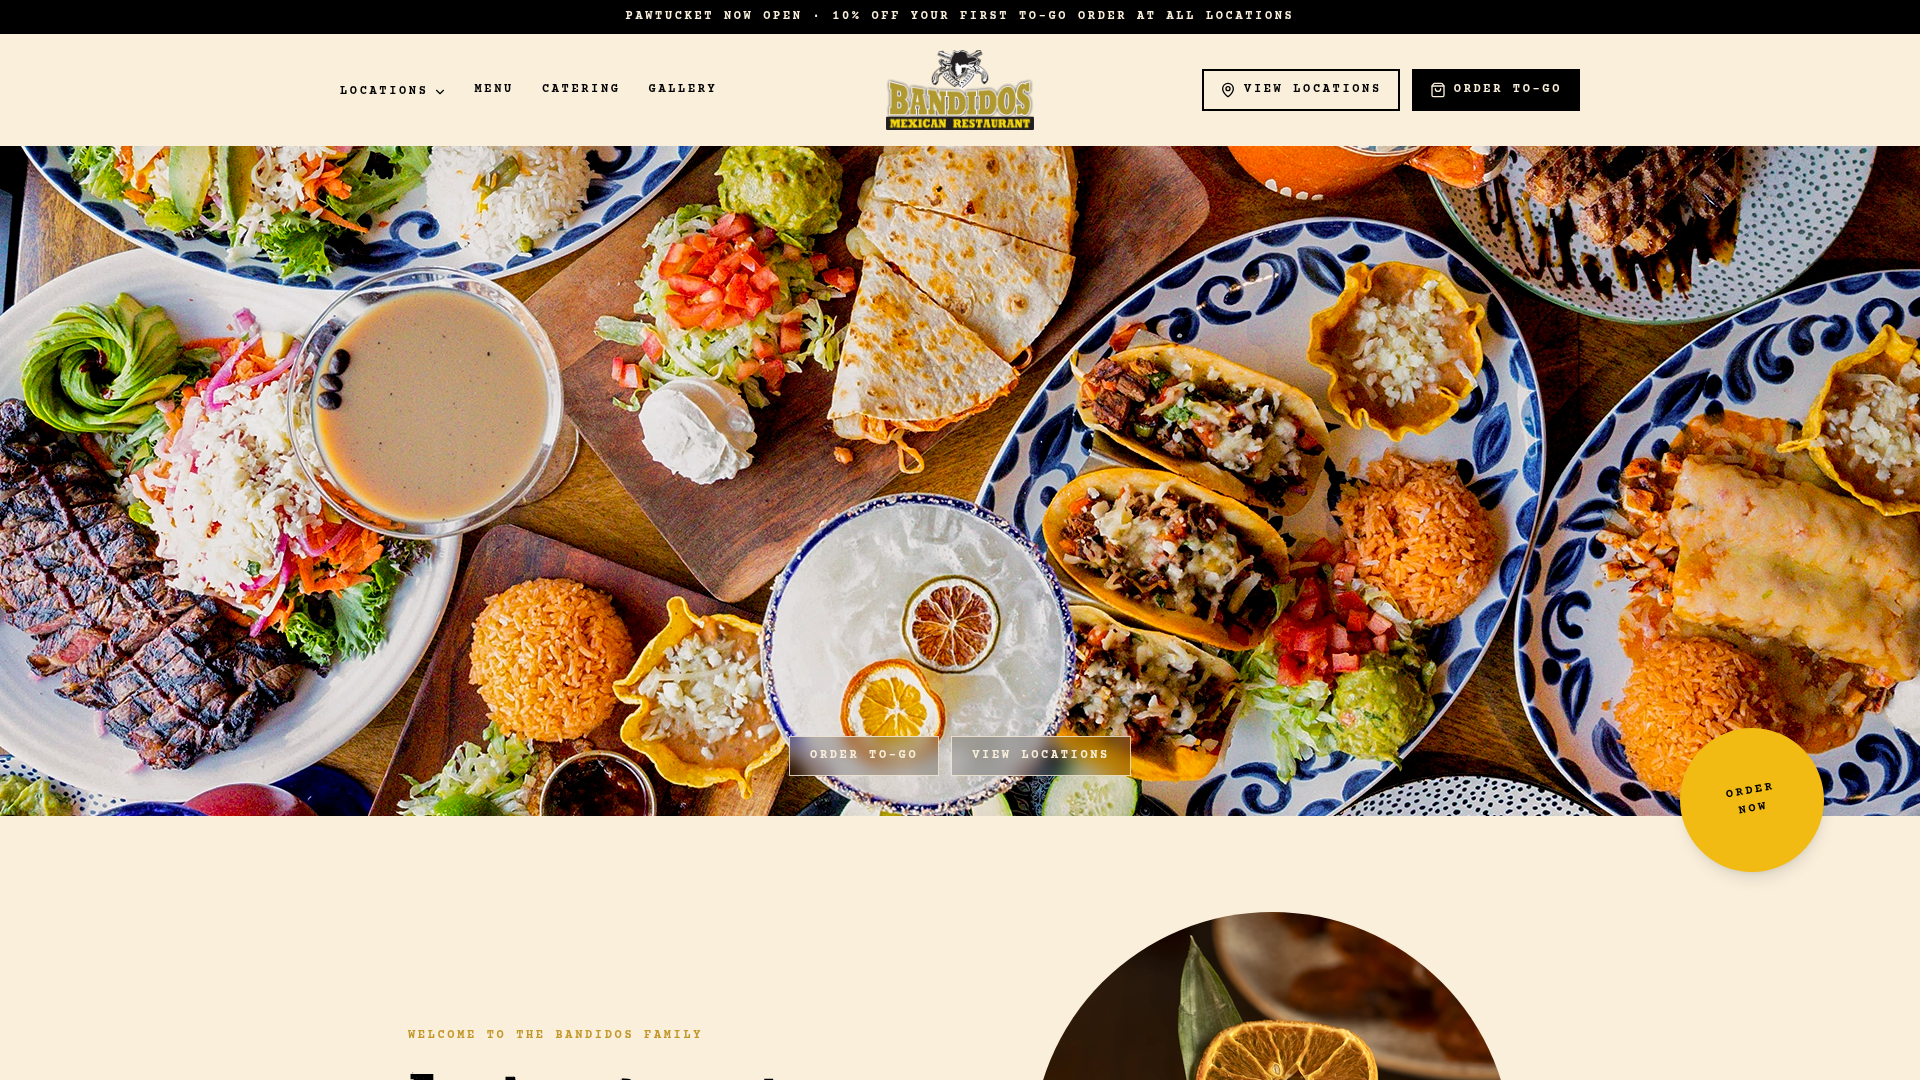 PAWTUCKET NOW OPEN · 10% OFF YOUR FIRST TO-GO ORDER AT ALL LOCATIONS
LOCATIONS
MENU
CATERING
GALLERY
BANDIDOS
MEXICAN RESTAURANT
VIEW LOCATIONS
ORDER TO-GO
ORDER TO-GO
VIEW LOCATIONS
ORDER
NOW
WELCOME TO THE BANDIDOS FAMILY